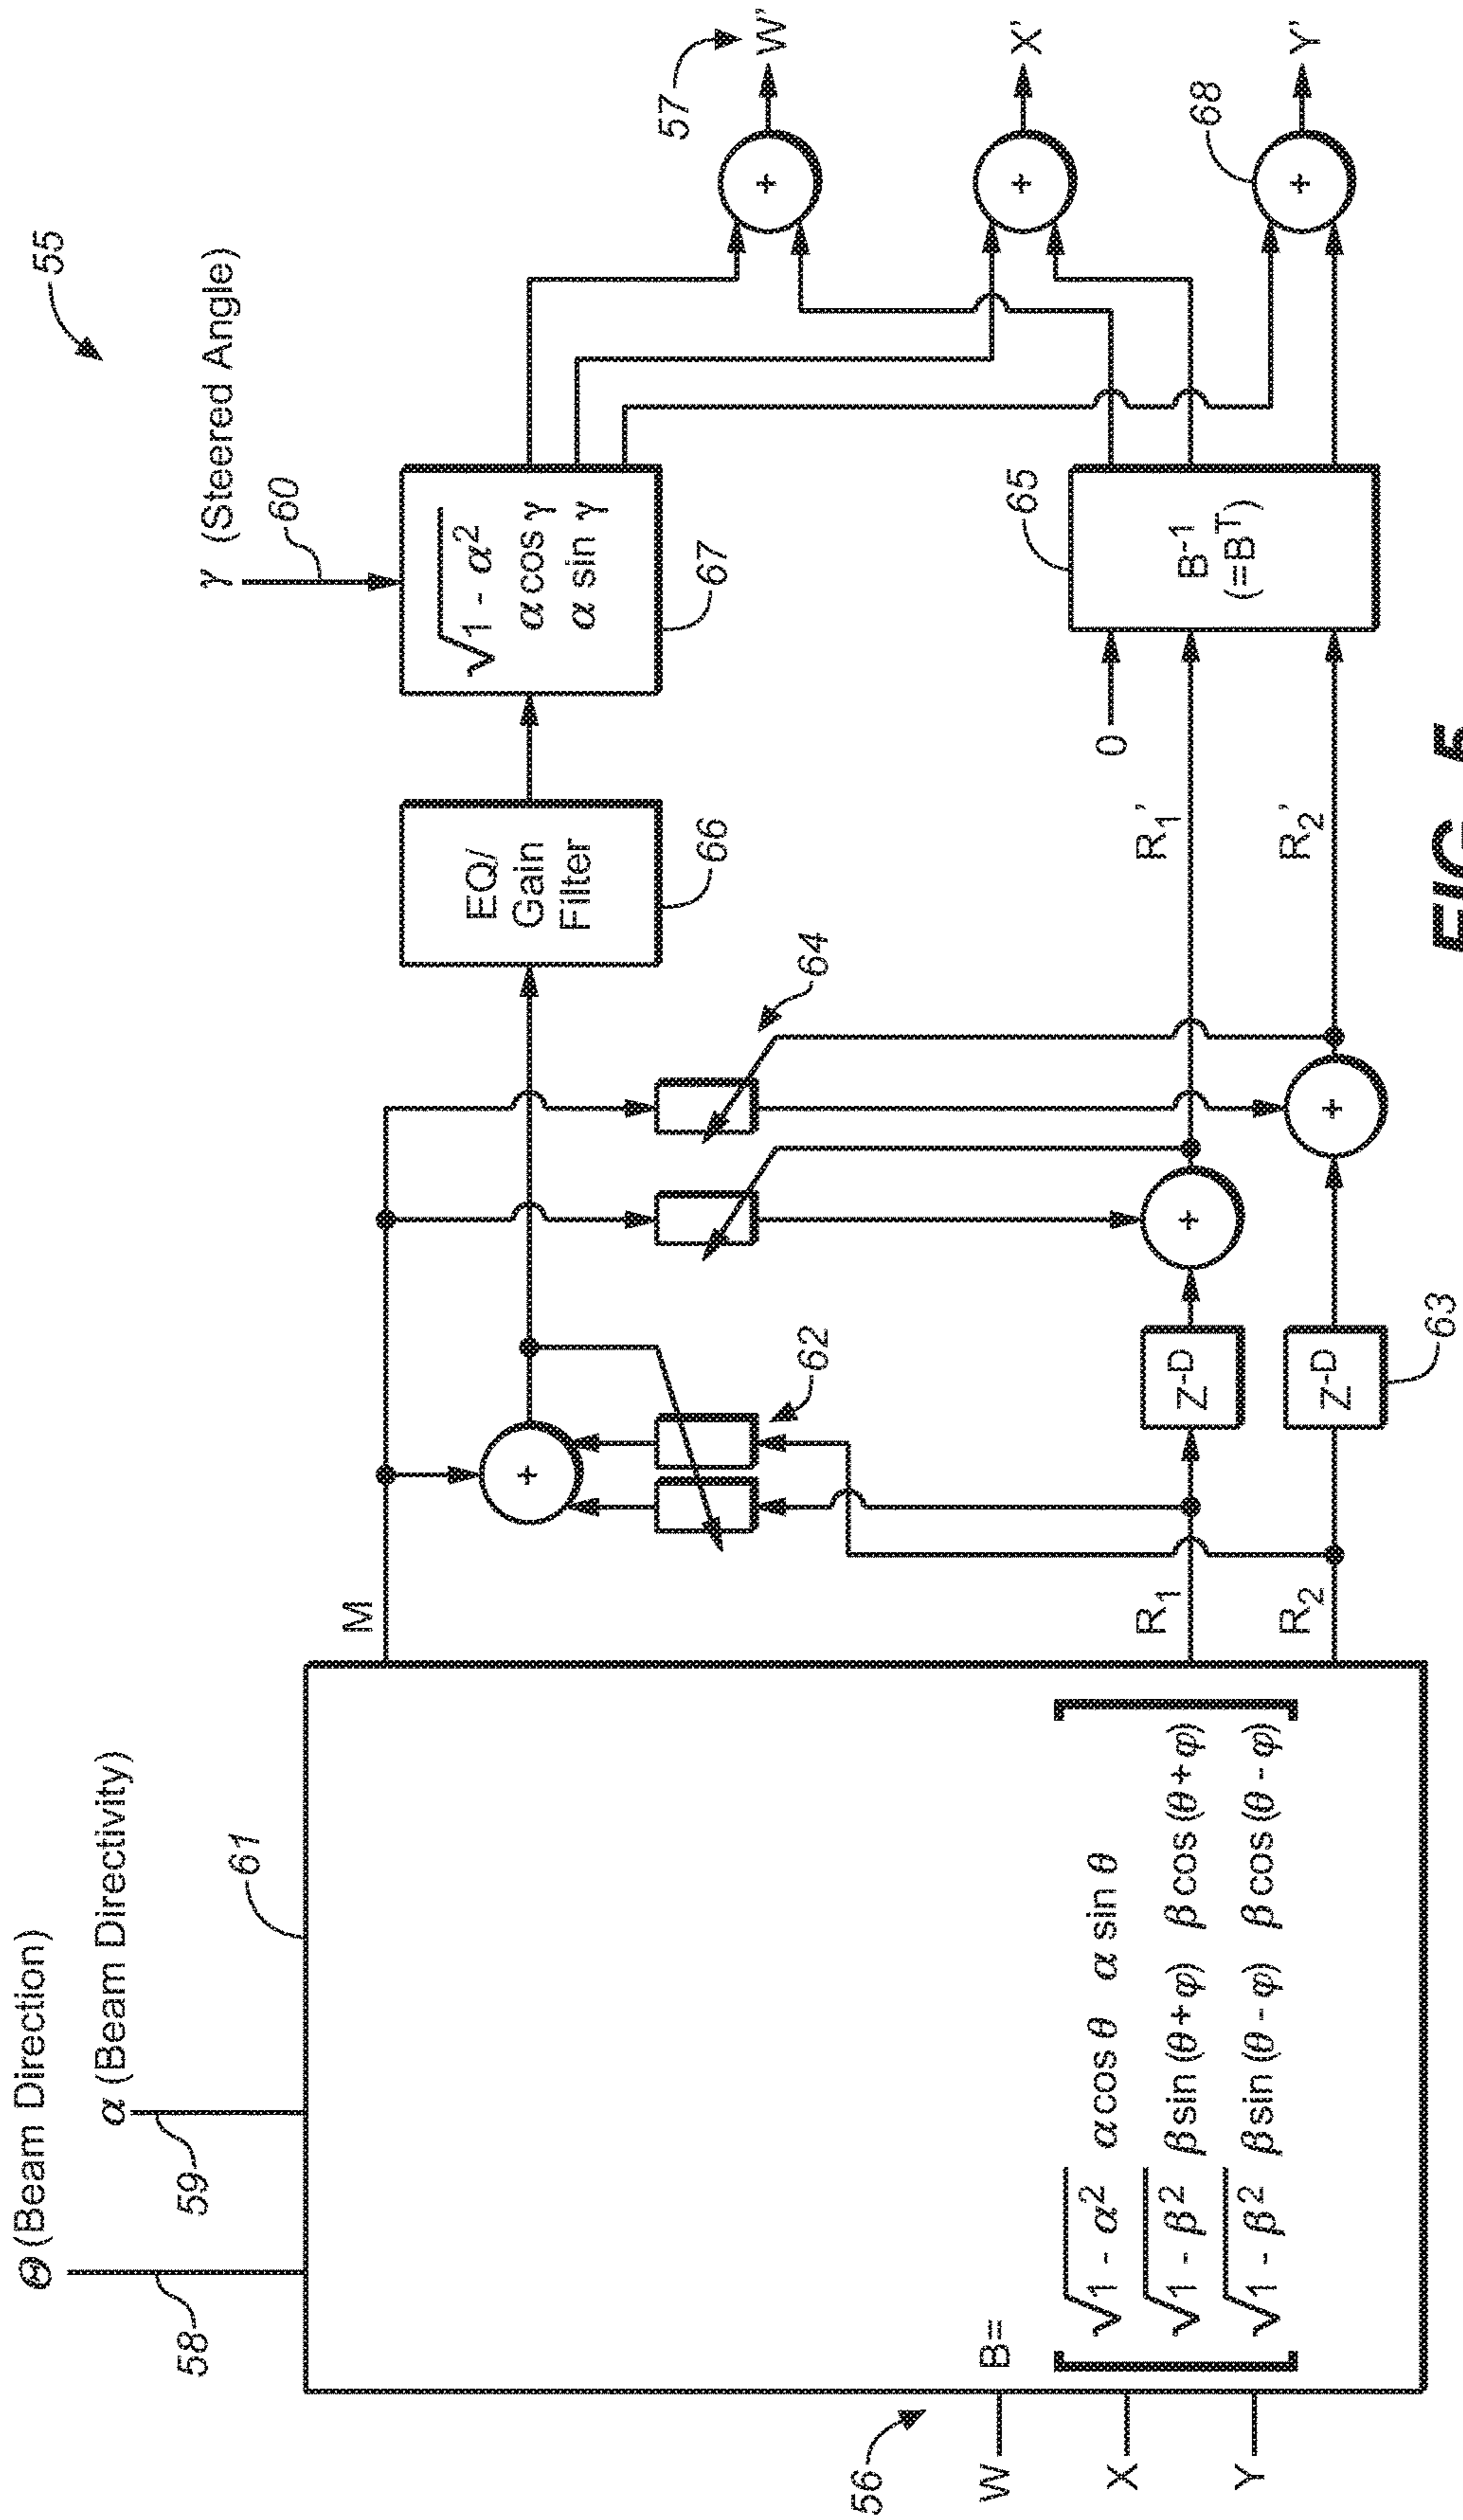 55
Θ (Beam Direction)
α (Beam Directivity)
γ (Steered Angle)
58
59
61
60
57
56
W
X
Y
B=
√1 - α² α cos θ α sin θ
√1 - β² β sin (θ + φ) β cos (θ + φ)
√1 - β² β sin (θ - φ) β cos (θ - φ)
M
R₁
R₂
+
62
64
Z⁻ᴰ
Z⁻ᴰ
63
+
+
EQ/
Gain
Filter
66
√1 - α²
α cos γ
α sin γ
67
R₁'
R₂'
0
B⁻¹
(=Bᵀ)
65
+
+
+
68
W'
X'
Y'
FIG. 5